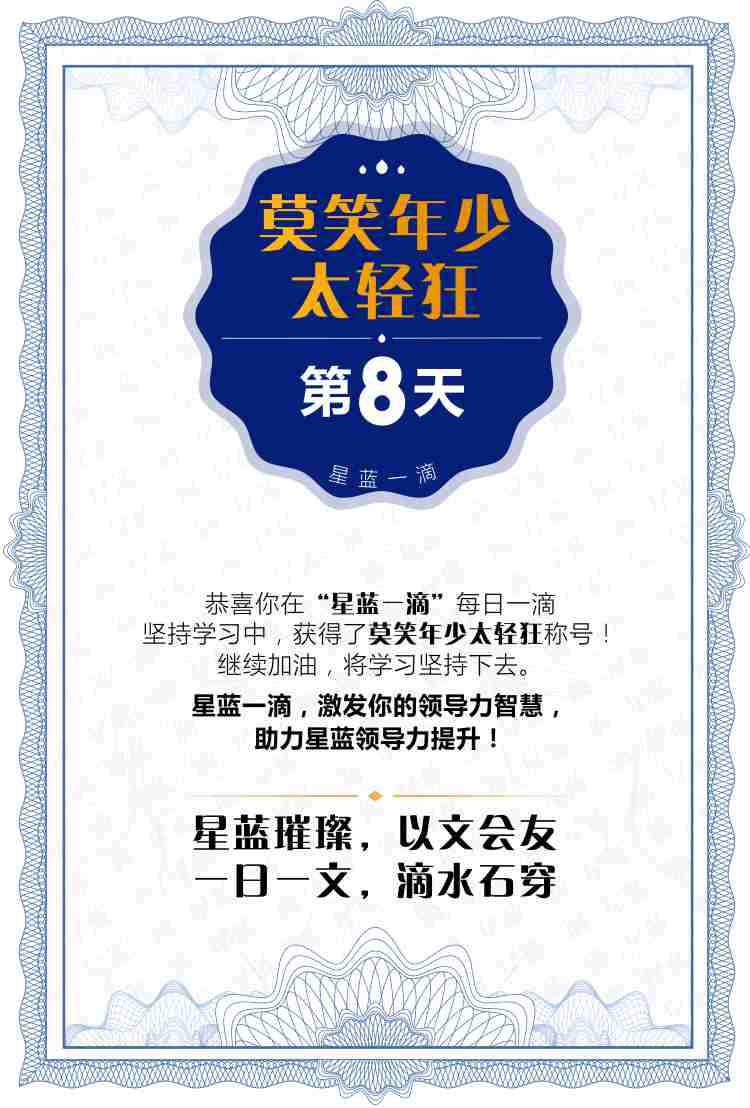 莫笑年少
太轻狂
第8天
星蓝一滴
恭喜你在“星蓝一滴”每日一滴
坚持学习中，获得了莫笑年少太轻狂称号！
继续加油，将学习坚持下去。
星蓝一滴，激发你的领导力智慧，
助力星蓝领导力提升！
星蓝璀璨，以文会友
一日一文，滴水石穿